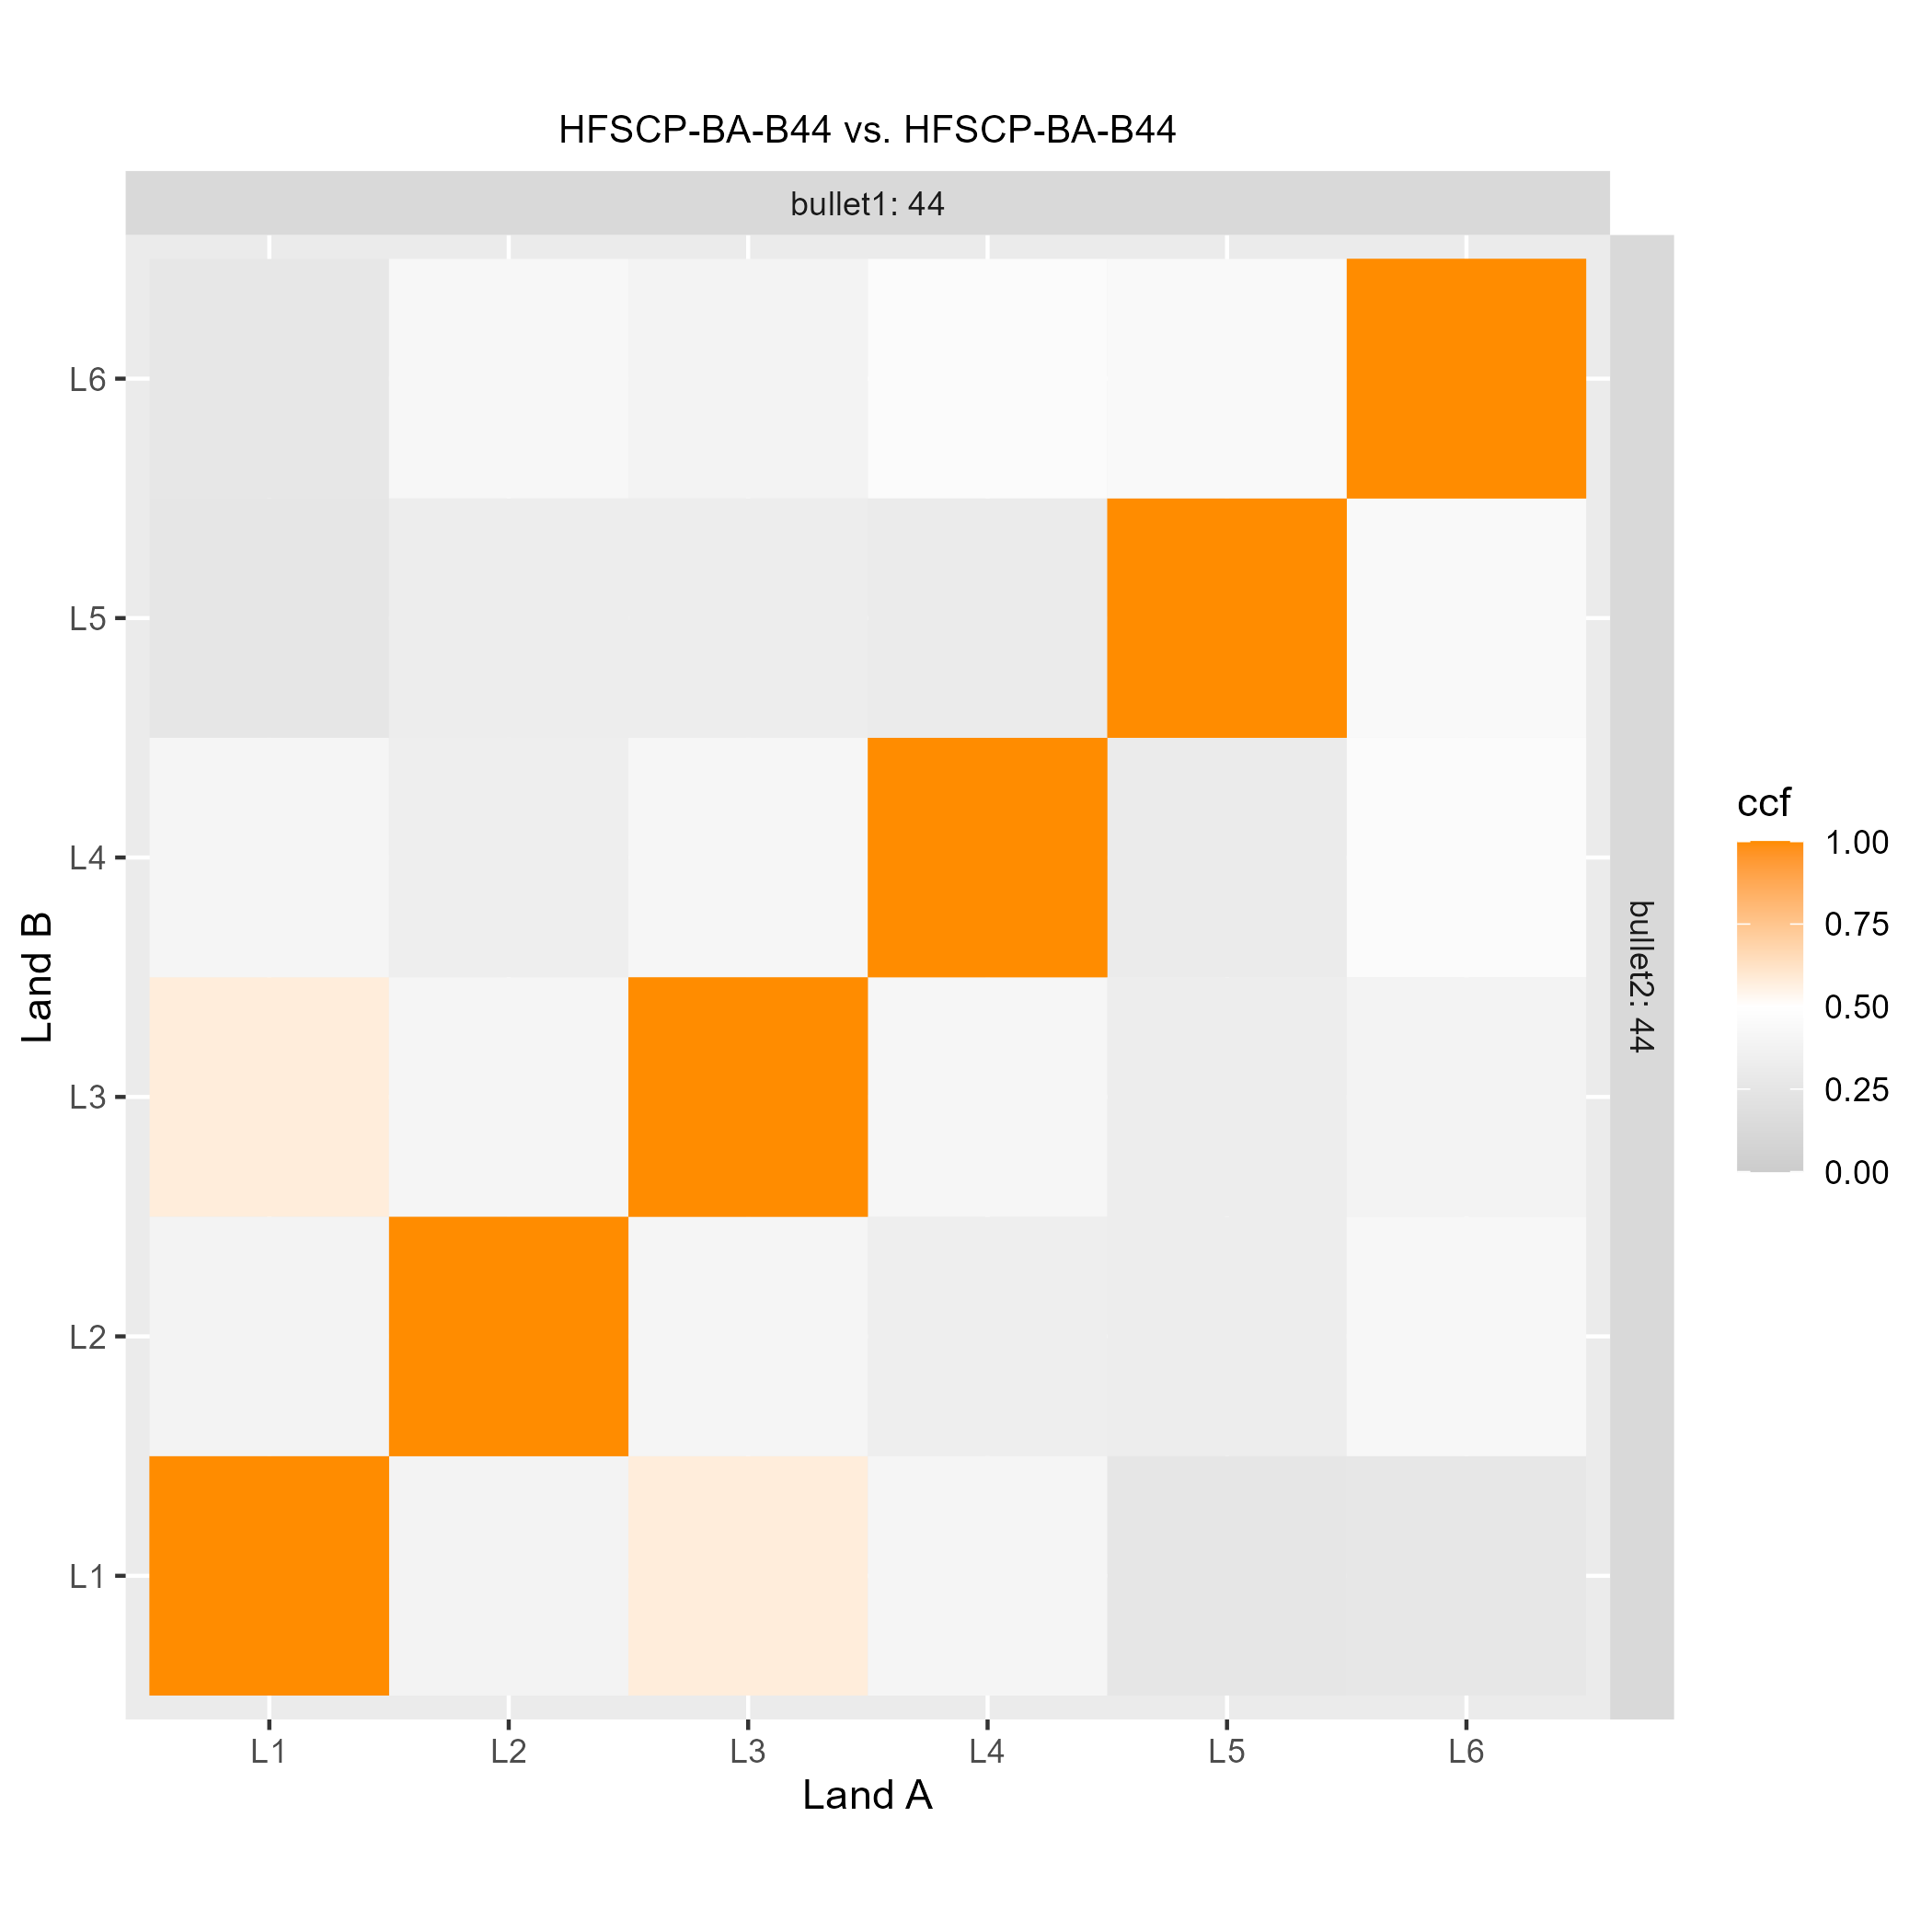 HFSCP-BA-B44 vs. HFSCP-BA-B44
bullet1: 44
L6
L5
L4
L3
L2
L1
Land B
bullet2: 44
ccf
1.00
0.75
0.50
0.25
0.00
L1 L2 L3 L4 L5 L6
Land A